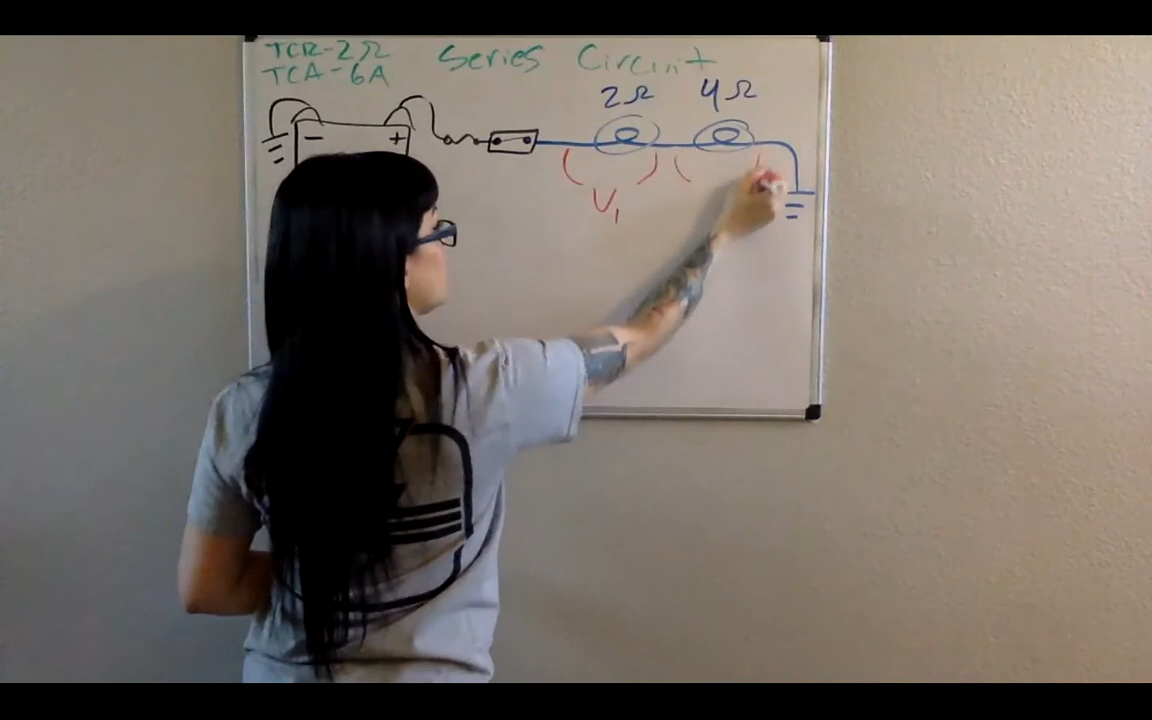 TCR-2Ω
TCA-6A
Series Circuit
2Ω 4Ω
- +
V1